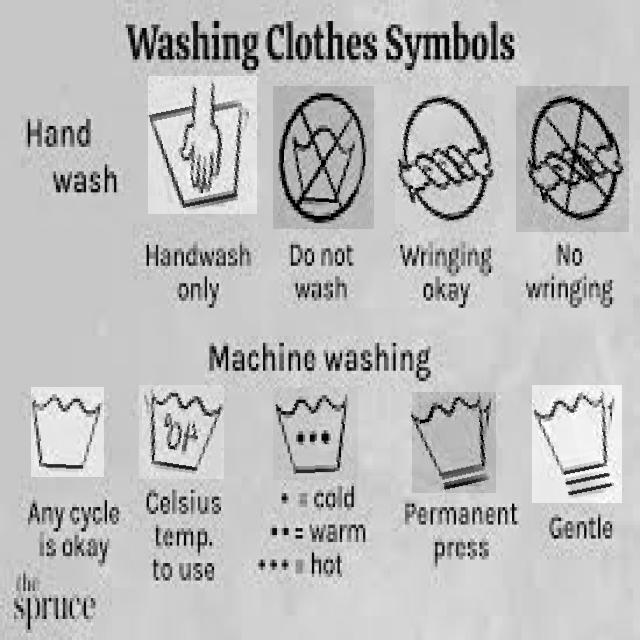 Washing Clothes Symbols
Hand
wash
Handwash
only
Do not
wash
Wringing
okay
No
wringing
Machine washing
Any cycle
is okay
Celsius
temp.
to use
• = cold
•• = warm
••• = hot
Permanent
press
Gentle
the
spruce